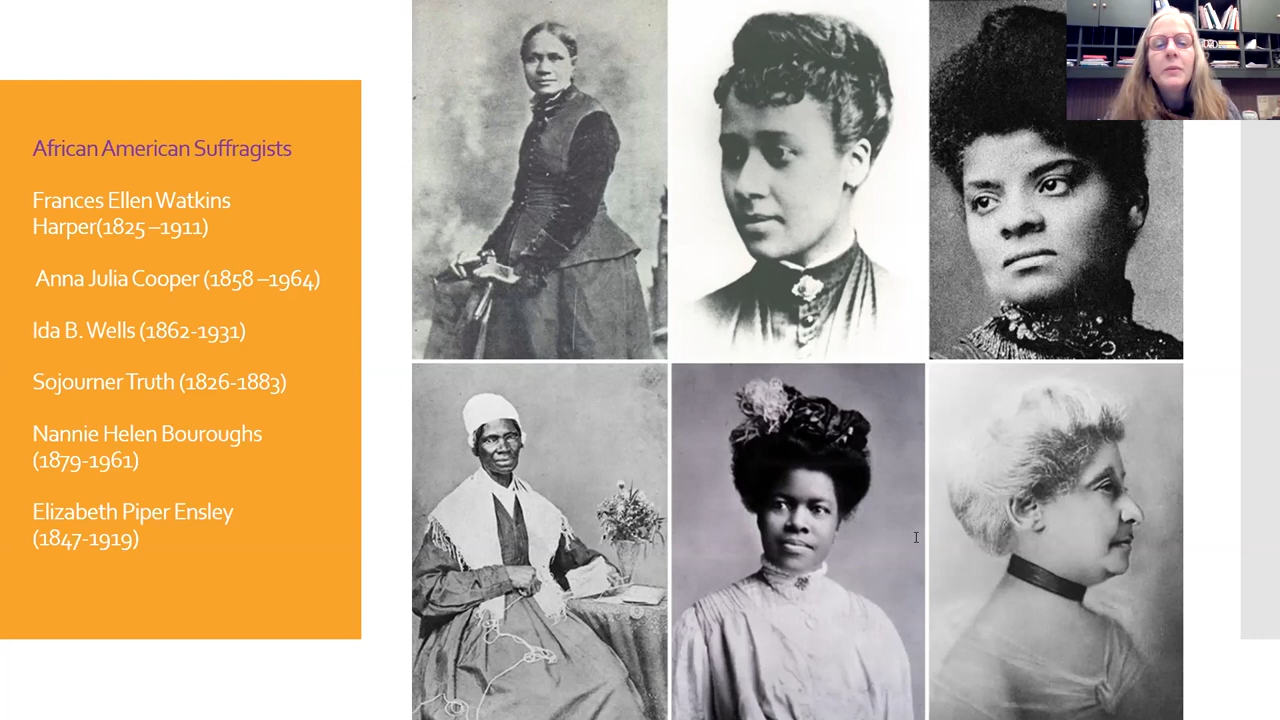 African American Suffragists
Frances Ellen Watkins
Harper(1825 –1911)
Anna Julia Cooper (1858 –1964)
Ida B. Wells (1862-1931)
Sojourner Truth (1826-1883)
Nannie Helen Bouroughs
(1879-1961)
Elizabeth Piper Ensley
(1847-1919)